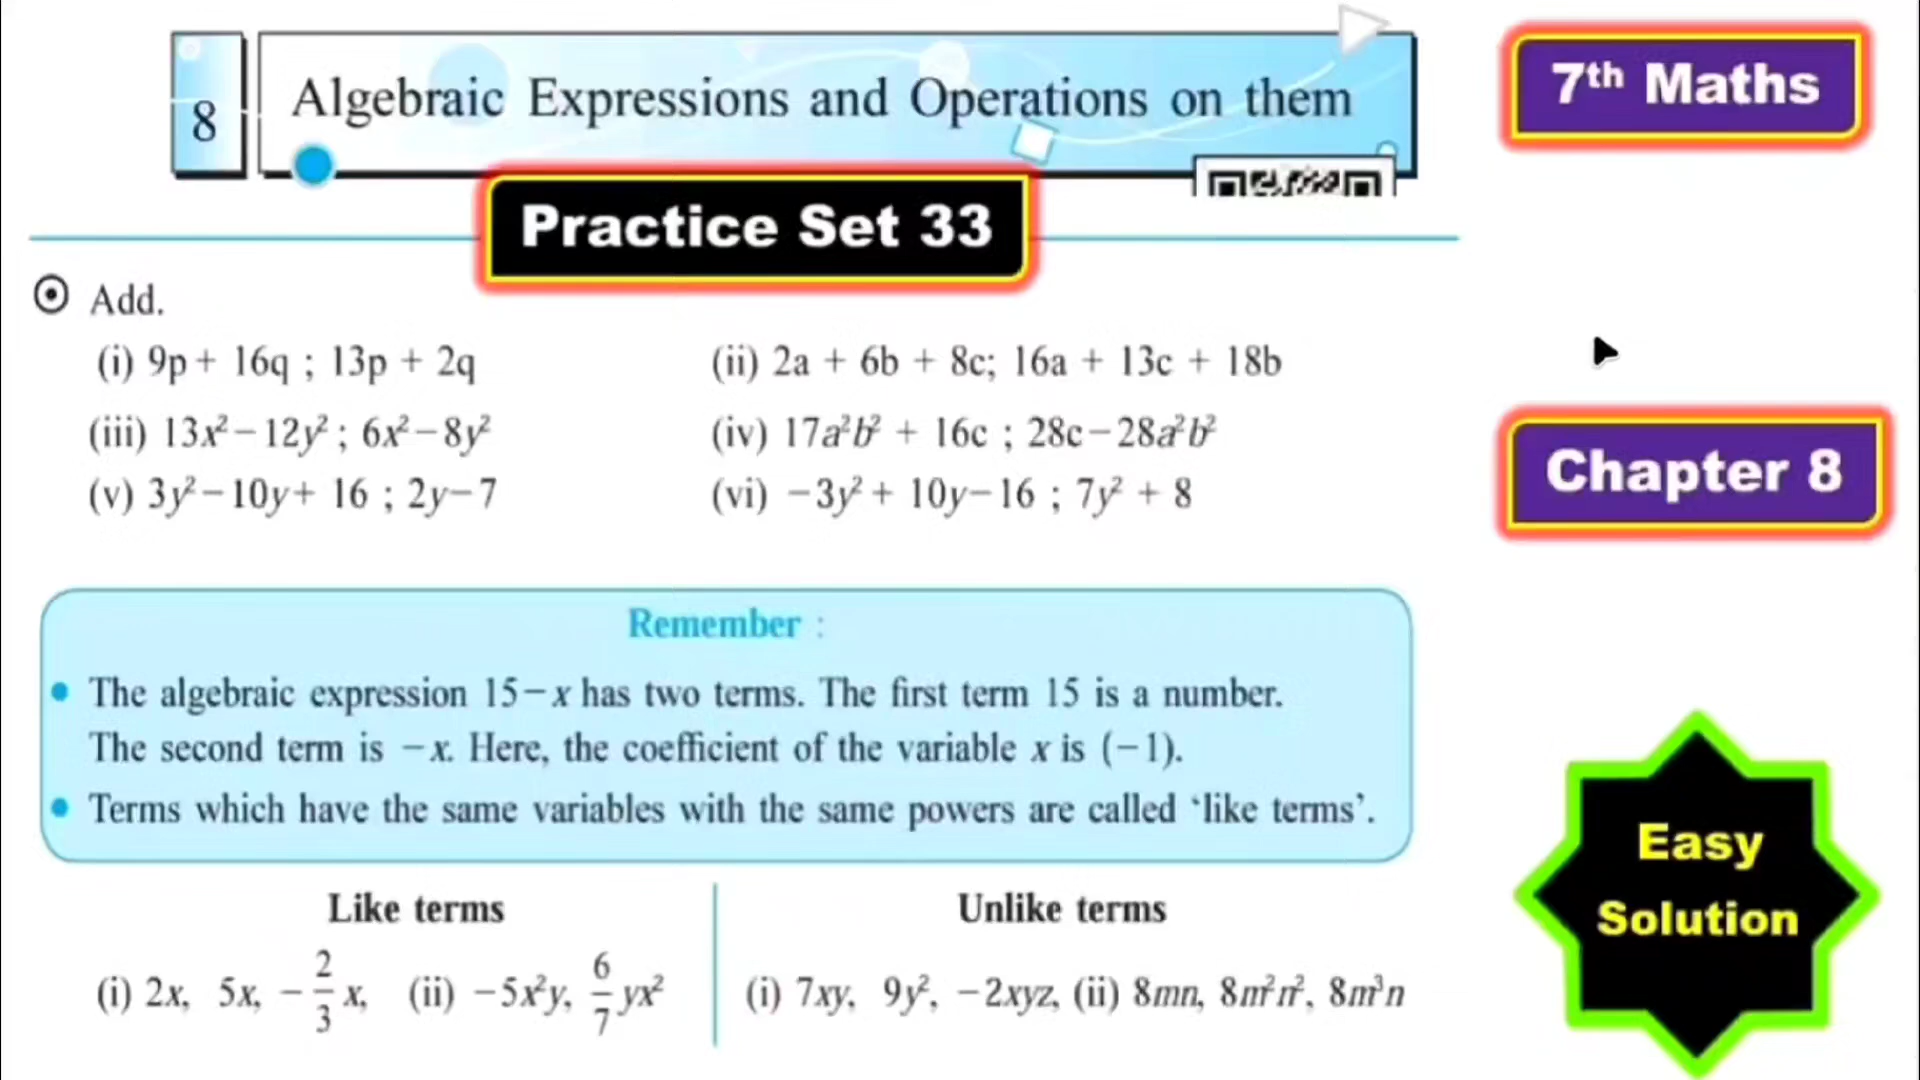 8
Algebraic Expressions and Operations on them
7th Maths
Practice Set 33
Add.
(i) 9p + 16q ; 13p + 2q
(ii) 2a + 6b + 8c; 16a + 13c + 18b
(iii) 13x² − 12y² ; 6x² − 8y²
(iv) 17a²b² + 16c ; 28c − 28a²b²
(v) 3y² − 10y + 16 ; 2y − 7
(vi) −3y² + 10y − 16 ; 7y² + 8
Chapter 8
Remember :
• The algebraic expression 15 − x has two terms. The first term 15 is a number.
The second term is −x. Here, the coefficient of the variable x is (−1).
• Terms which have the same variables with the same powers are called ‘like terms’.
Easy
Solution
Like terms
(i) 2x, 5x, −2/3 x, (ii) −5x²y, 6/7 yx²
Unlike terms
(i) 7xy, 9y², −2xyz, (ii) 8mn, 8m²n², 8m³n